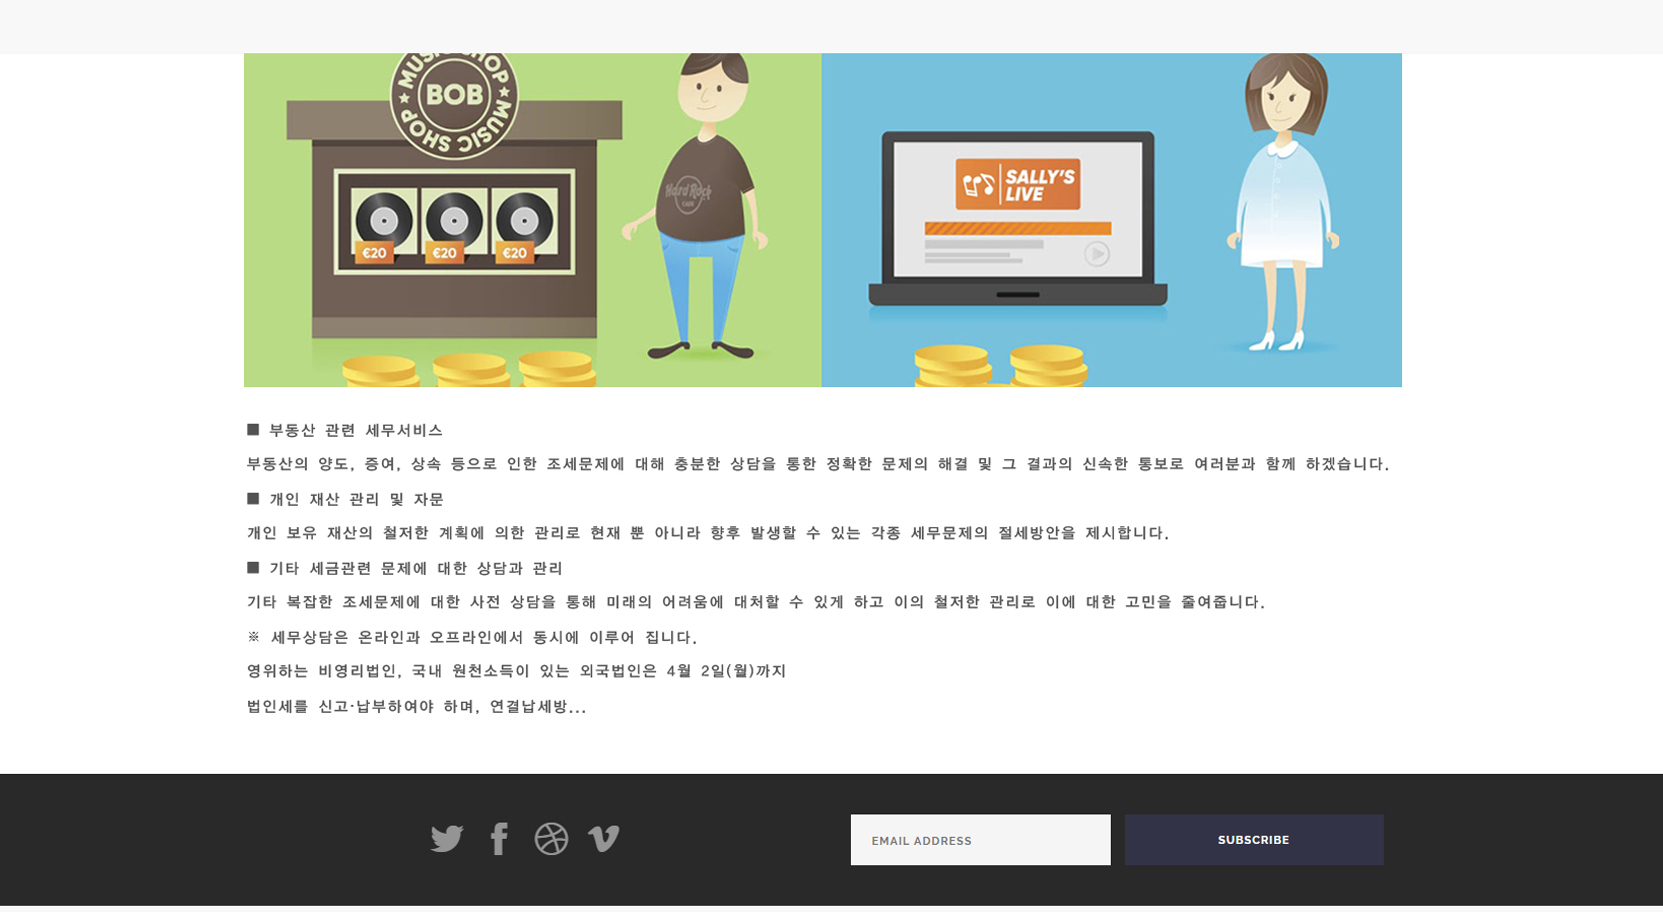 MUSIC SHOP
BOB
MUSIC SHOP
Hard Rock
CAFE
€20
€20
€20
SALLY'S
LIVE
■ 부동산 관련 세무서비스
부동산의 양도, 증여, 상속 등으로 인한 조세문제에 대해 충분한 상담을 통한 정확한 문제의 해결 및 그 결과의 신속한 통보로 여러분과 함께 하겠습니다.
■ 개인 재산 관리 및 자문
개인 보유 재산의 철저한 계획에 의한 관리로 현재 뿐 아니라 향후 발생할 수 있는 각종 세무문제의 절세방안을 제시합니다.
■ 기타 세금관련 문제에 대한 상담과 관리
기타 복잡한 조세문제에 대한 사전 상담을 통해 미래의 어려움에 대처할 수 있게 하고 이의 철저한 관리로 이에 대한 고민을 줄여줍니다.
※ 세무상담은 온라인과 오프라인에서 동시에 이루어 집니다.
영위하는 비영리법인, 국내 원천소득이 있는 외국법인은 4월 2일(월)까지
법인세를 신고·납부하여야 하며, 연결납세방...
EMAIL ADDRESS
SUBSCRIBE